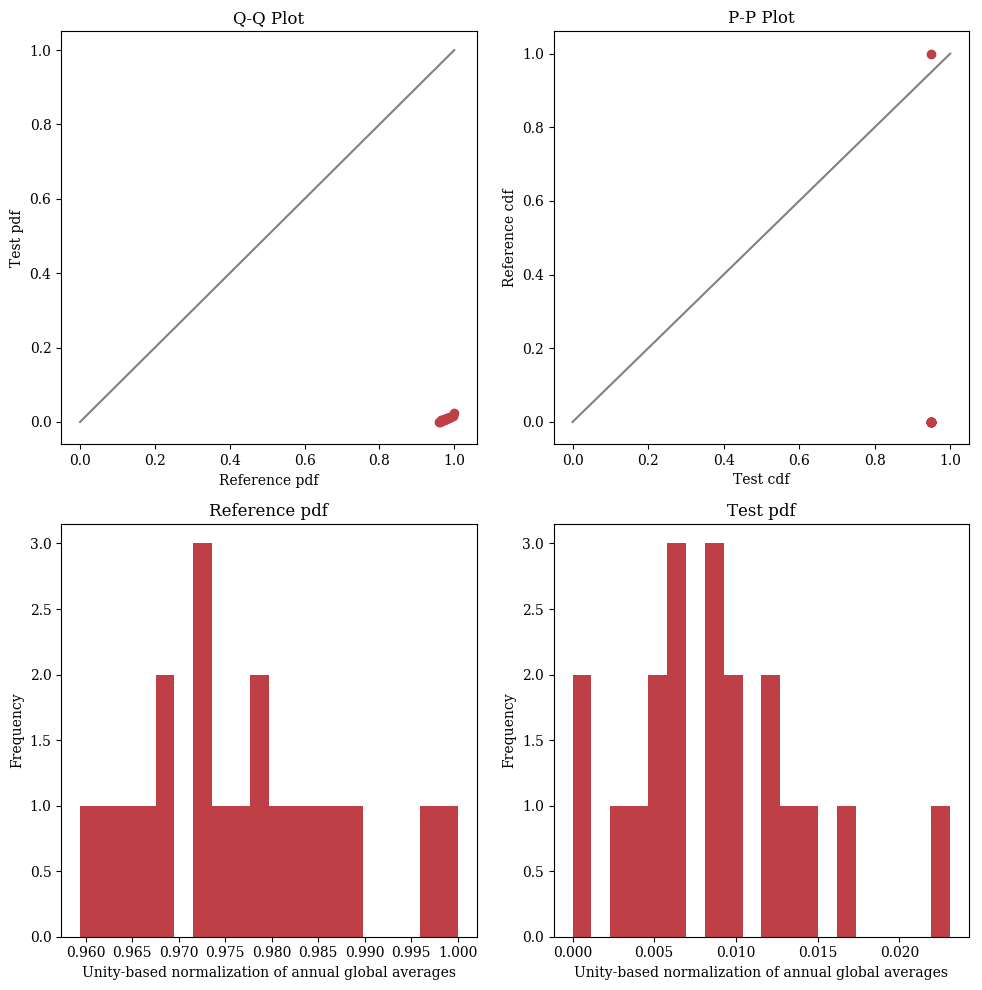 Q-Q Plot
1.0
0.8
0.6
0.4
0.2
0.0
Test pdf
0.0 0.2 0.4 0.6 0.8 1.0
Reference pdf
P-P Plot
1.0
0.8
0.6
0.4
0.2
0.0
Reference cdf
0.0 0.2 0.4 0.6 0.8 1.0
Test cdf
Reference pdf
3.0
2.5
2.0
1.5
1.0
0.5
0.0
Frequency
0.960 0.965 0.970 0.975 0.980 0.985 0.990 0.995 1.000
Unity-based normalization of annual global averages
Test pdf
3.0
2.5
2.0
1.5
1.0
0.5
0.0
Frequency
0.000 0.005 0.010 0.015 0.020
Unity-based normalization of annual global averages